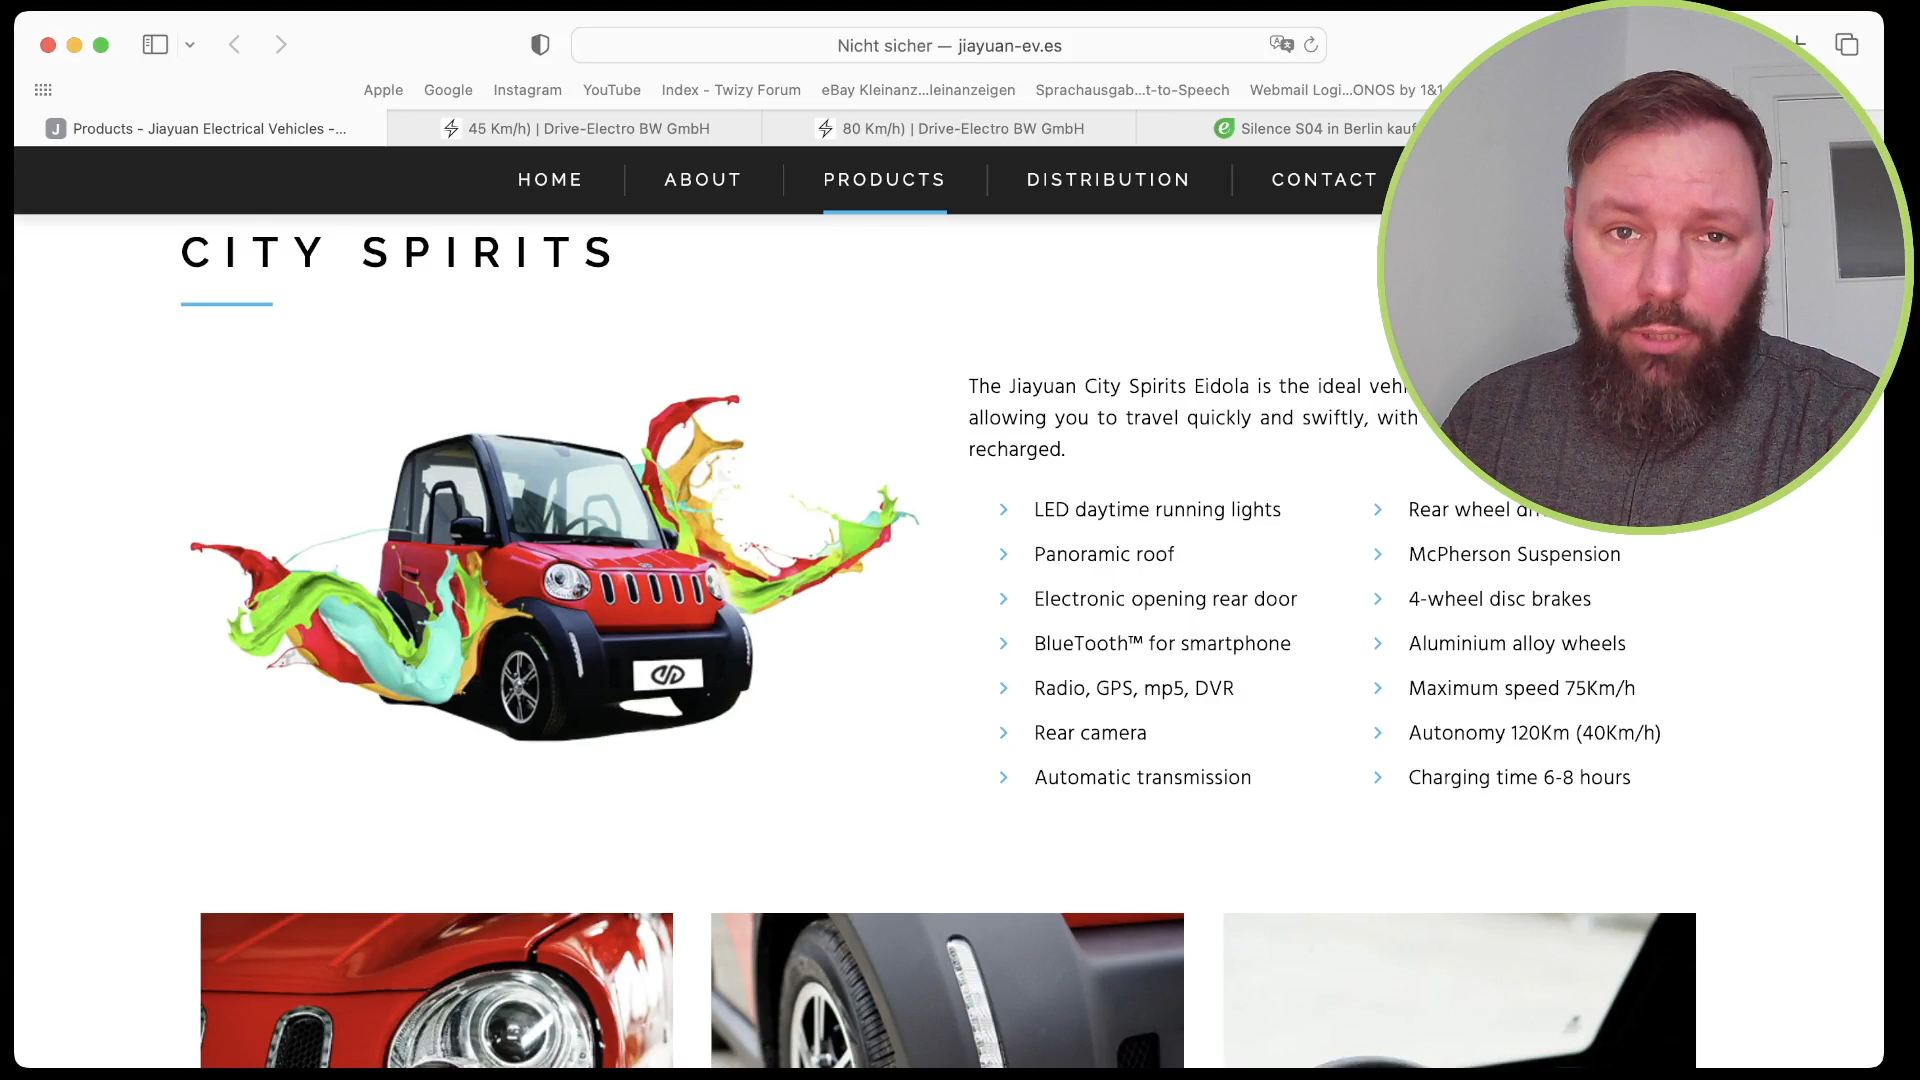 Nicht sicher — jiayuan-ev.es
Apple Google Instagram YouTube Index - Twizy Forum eBay Kleinanz...leinanzeigen Sprachausgab...t-to-Speech Webmail Logi...ONOS by 1&1
J Products - Jiayuan Electrical Vehicles -... 45 Km/h) | Drive-Electro BW GmbH 80 Km/h) | Drive-Electro BW GmbH Silence S04 in Berlin kauf
HOME ABOUT PRODUCTS DISTRIBUTION CONTACT
CITY SPIRITS
The Jiayuan City Spirits Eidola is the ideal
allowing you to travel quickly and swiftly, with
recharged.
LED daytime running lights
Panoramic roof
Electronic opening rear door
BlueTooth™ for smartphone
Radio, GPS, mp5, DVR
Rear camera
Automatic transmission
Rear wheel
McPherson Suspension
4-wheel disc brakes
Aluminium alloy wheels
Maximum speed 75Km/h
Autonomy 120Km (40Km/h)
Charging time 6-8 hours